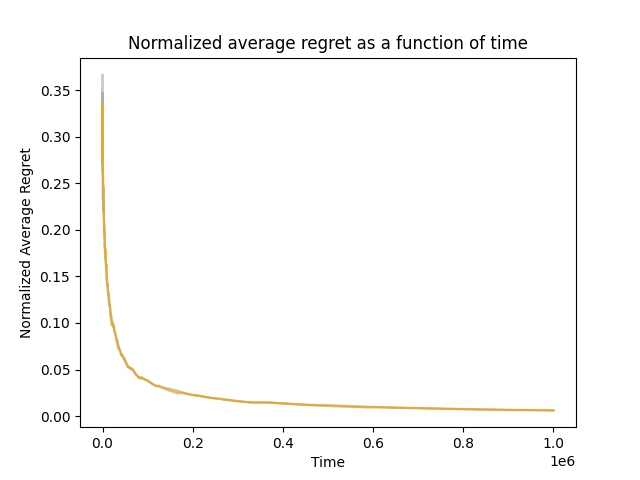 Normalized average regret as a function of time
Normalized Average Regret
0.35
0.30
0.25
0.20
0.15
0.10
0.05
0.00
0.0 0.2 0.4 0.6 0.8 1.0
1e6
Time